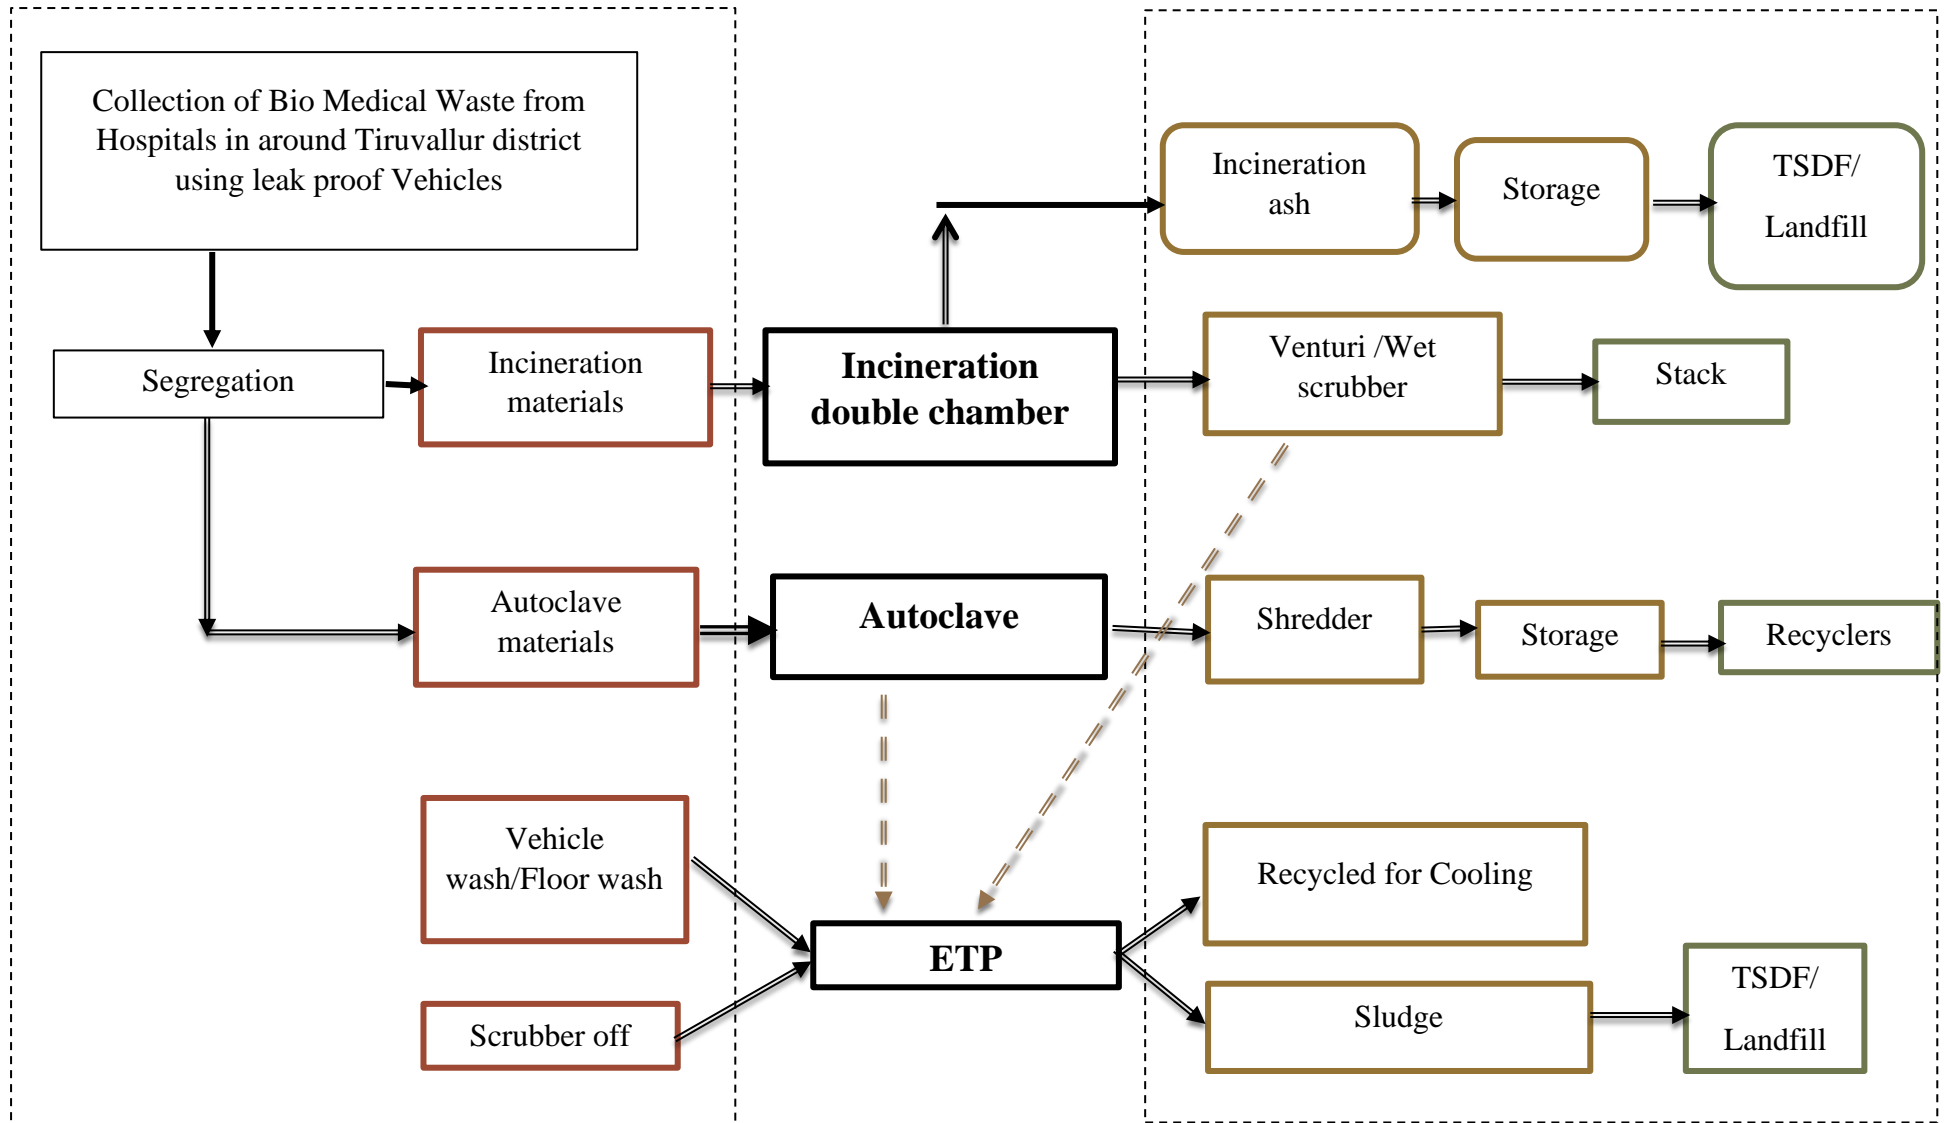 Collection of Bio Medical Waste from
Hospitals in around Tiruvallur district
using leak proof Vehicles
Incineration
ash
Storage
TSDF/
Landfill
Segregation
Incineration
materials
Incineration
double chamber
Venturi /Wet
scrubber
Stack
Autoclave
materials
Autoclave
Shredder
Storage
Recyclers
Vehicle
wash/Floor wash
Recycled for Cooling
ETP
Scrubber off
Sludge
TSDF/
Landfill